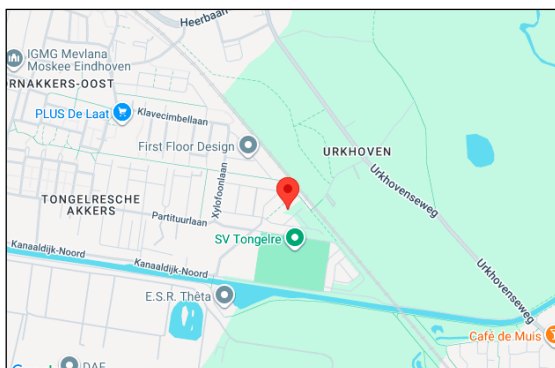 Heerbaan
IGMG Mevlana
Moskee Eindhoven
ORNAKKERS-OOST
PLUS De Laat
Klavecimbellaan
First Floor Design
URKHOVEN
Xylofoonlaan
Urkhovenseweg
TONGELRESCHE
AKKERS
Partituurlaan
SV Tongelre
Kanaaldijk-Noord
Kanaaldijk-Noord
Urkhovenseweg
E.S.R. Thêta
Café de Muis
DAF